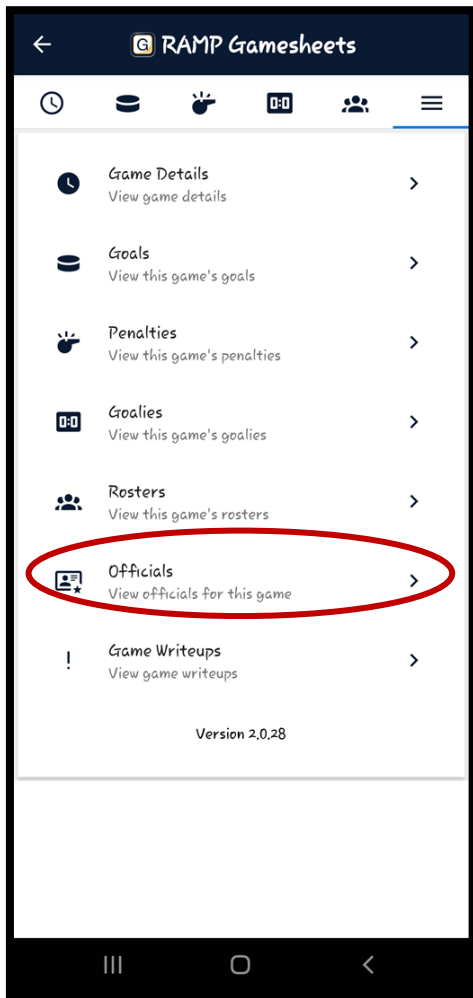 G RAMP Gamesheets
0:0
Game Details
View game details
Goals
View this game's goals
Penalties
View this game's penalties
0:0
Goalies
View this game's goalies
Rosters
View this game's rosters
Officials
View officials for this game
!
Game Writeups
View game writeups
Version 2.0.28